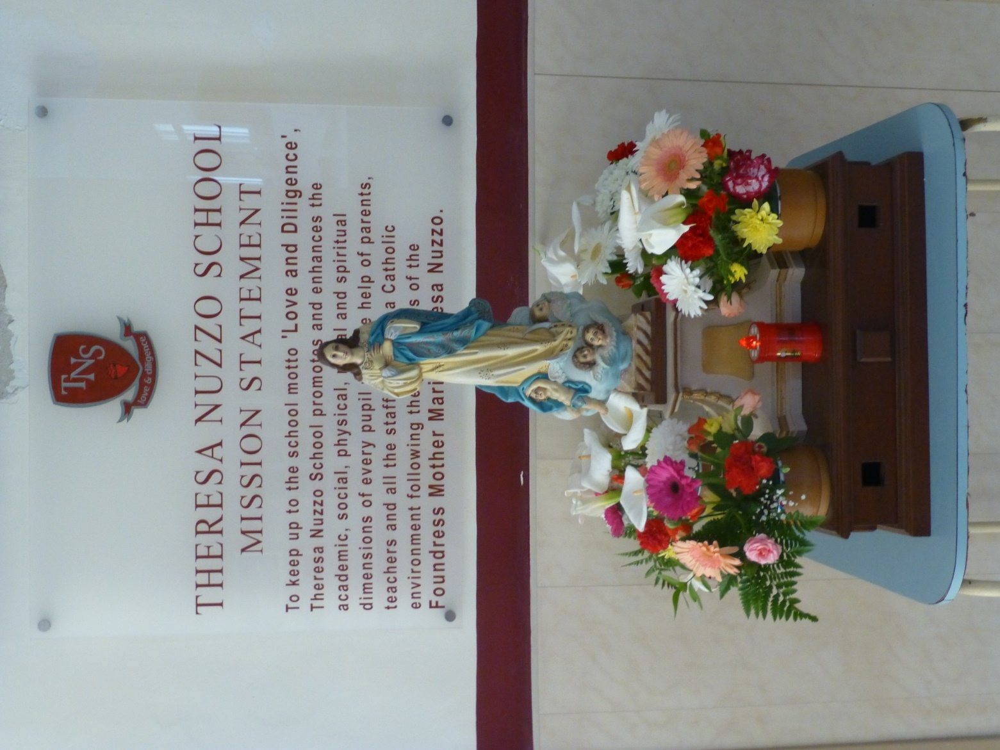 TNS
love & diligence
THERESA NUZZO SCHOOL
MISSION STATEMENT
To keep up to the school motto 'Love and Diligence',
Theresa Nuzzo School promotes and enhances the
academic, social, physical, and spiritual
dimensions of every pupil help of parents,
teachers and all the staff a Catholic
environment following the of the
Foundress Mother Nuzzo.